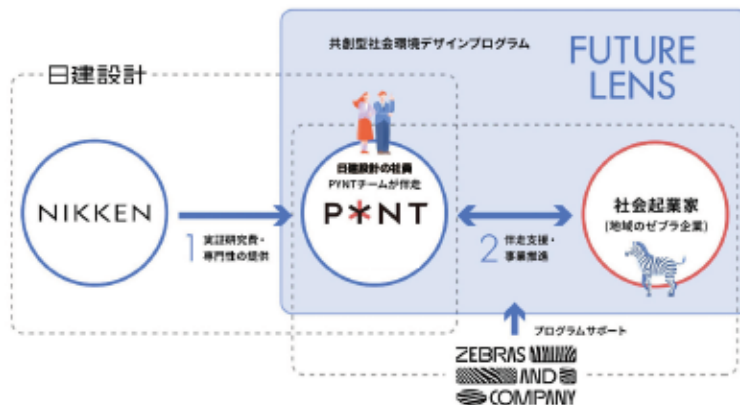 共創型社会環境デザインプログラム
FUTURE
LENS
日建設計
NIKKEN
1 実証研究費・
専門性の提供
日建設計の社員
PYNTチームが伴走
P*NT
2 伴走支援・
事業推進
社会起業家
(地域のゼブラ企業)
プログラムサポート
ZEBRAS
AND
COMPANY